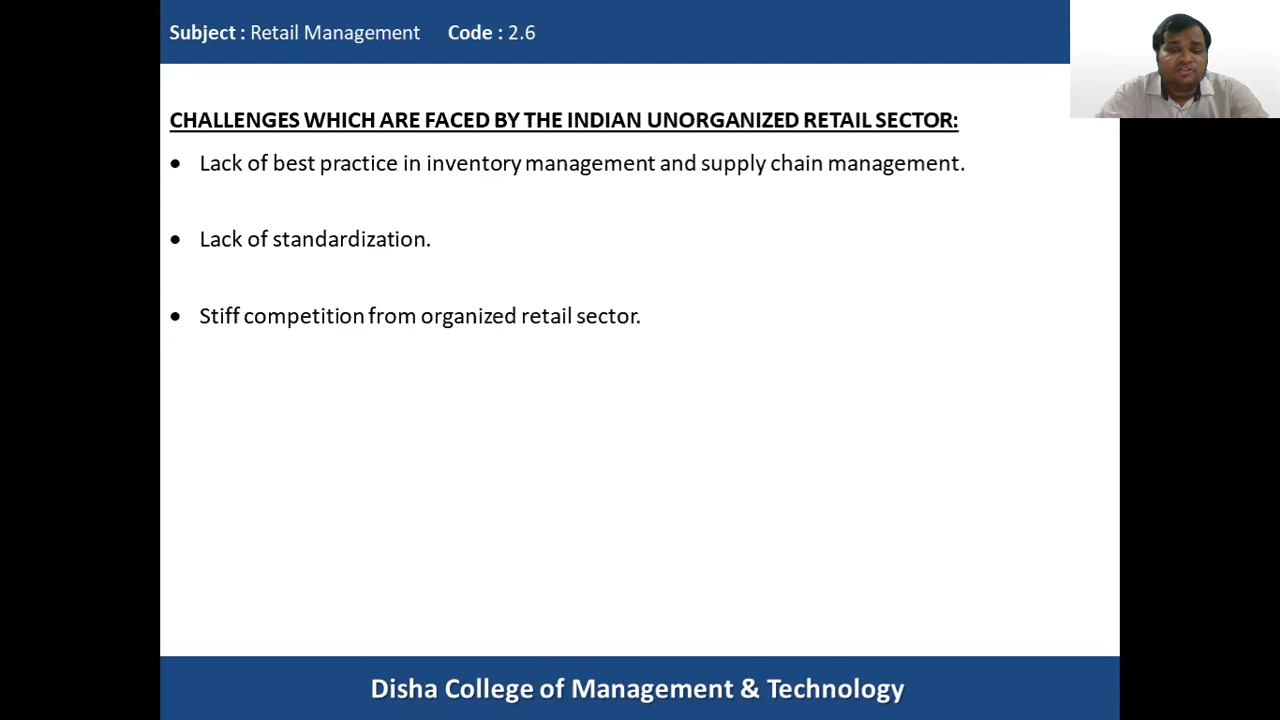 Subject : Retail Management Code : 2.6
CHALLENGES WHICH ARE FACED BY THE INDIAN UNORGANIZED RETAIL SECTOR:
• Lack of best practice in inventory management and supply chain management.
• Lack of standardization.
• Stiff competition from organized retail sector.
Disha College of Management & Technology